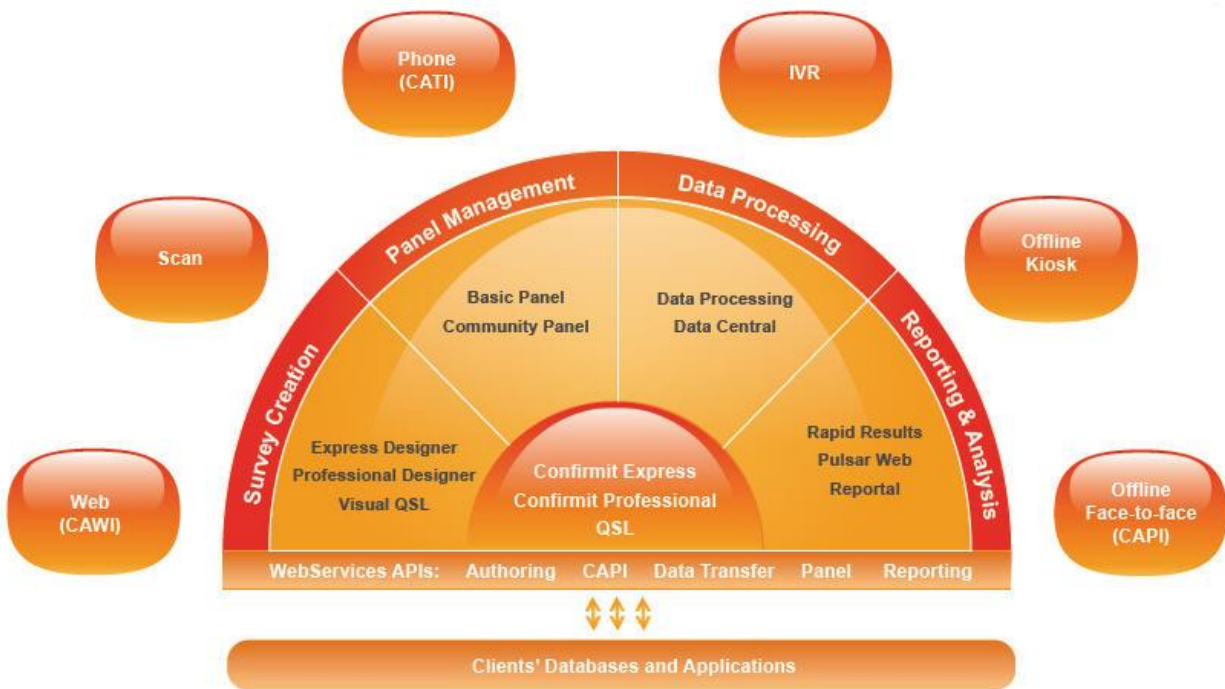 Phone
(CATI)
IVR
Scan
Offline
Kiosk
Web
(CAWI)
Offline
Face-to-face
(CAPI)
Survey Creation
Panel Management
Data Processing
Reporting & Analysis
Basic Panel
Community Panel
Data Processing
Data Central
Express Designer
Professional Designer
Visual QSL
Rapid Results
Pulsar Web
Reportal
Confirmit Express
Confirmit Professional
QSL
WebServices APIs: Authoring CAPI Data Transfer Panel Reporting
Clients' Databases and Applications